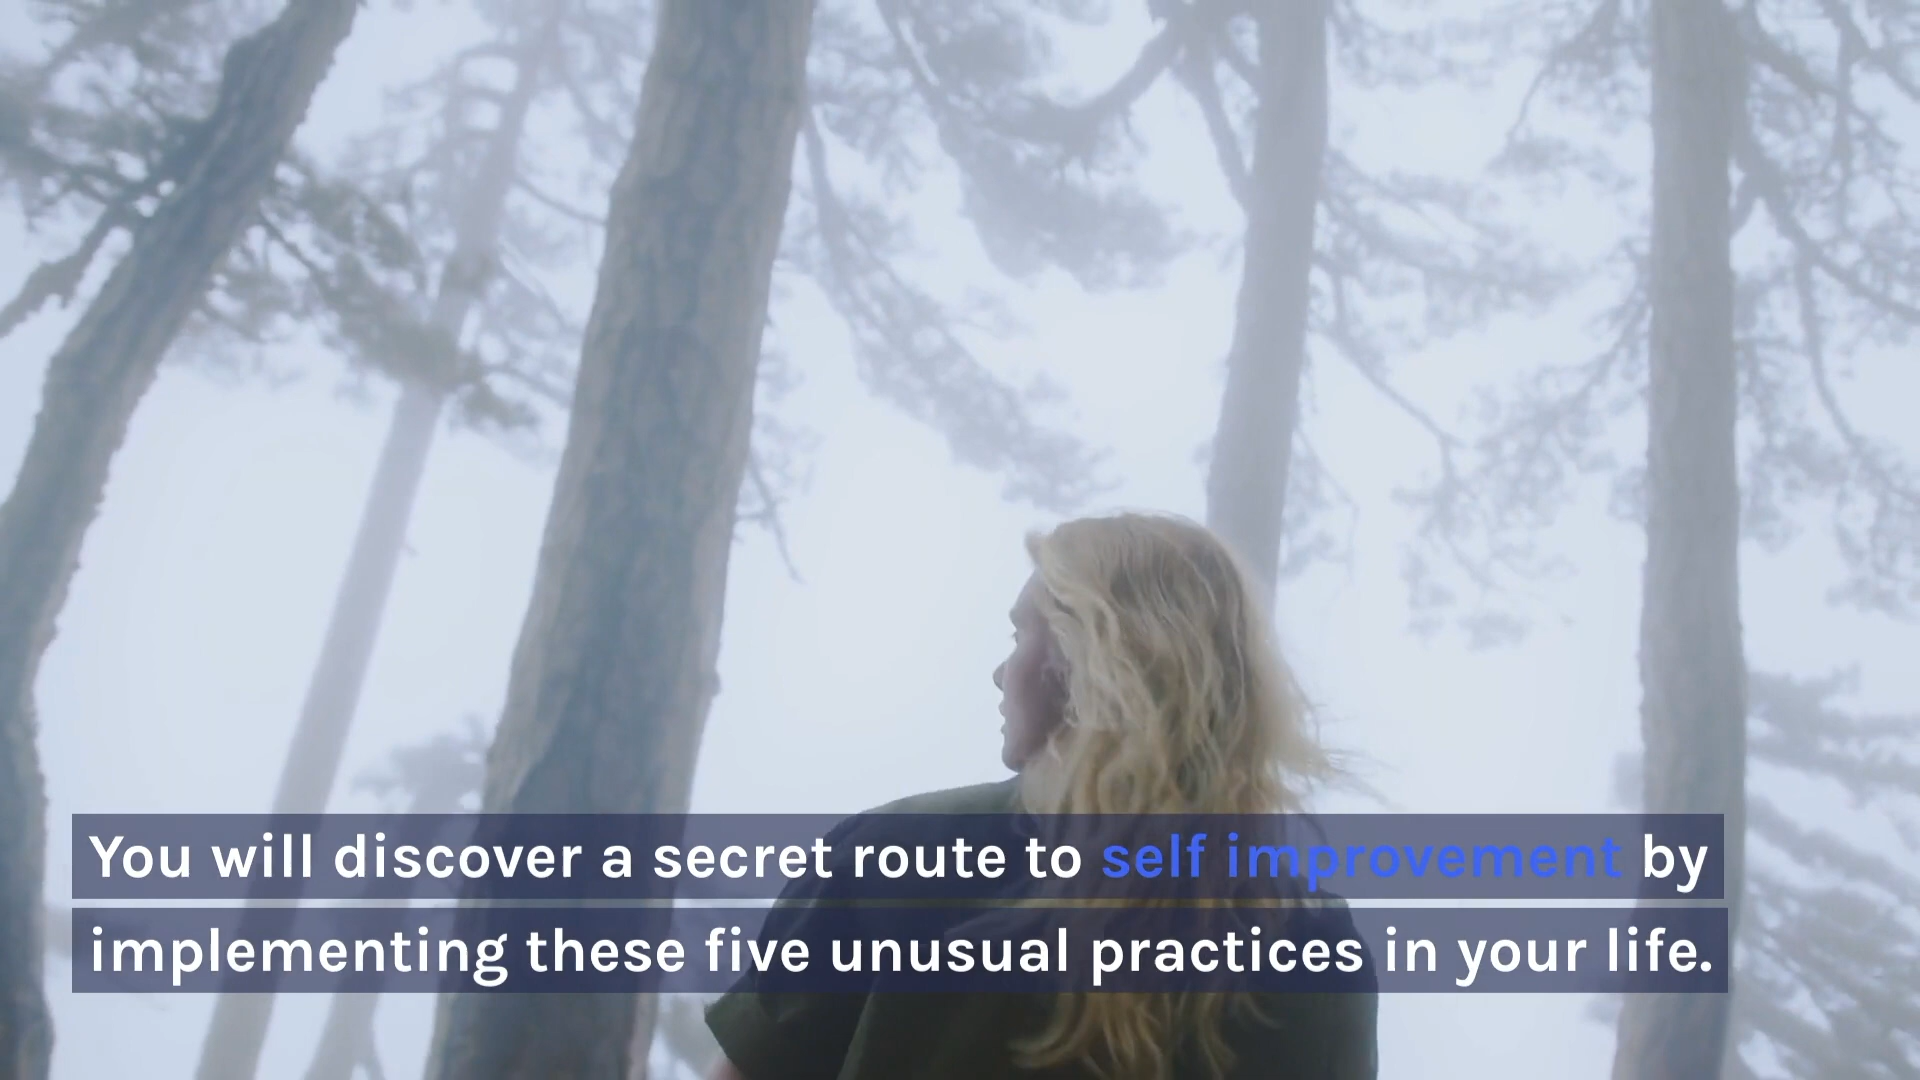 You will discover a secret route to self improvement by
implementing these five unusual practices in your life.